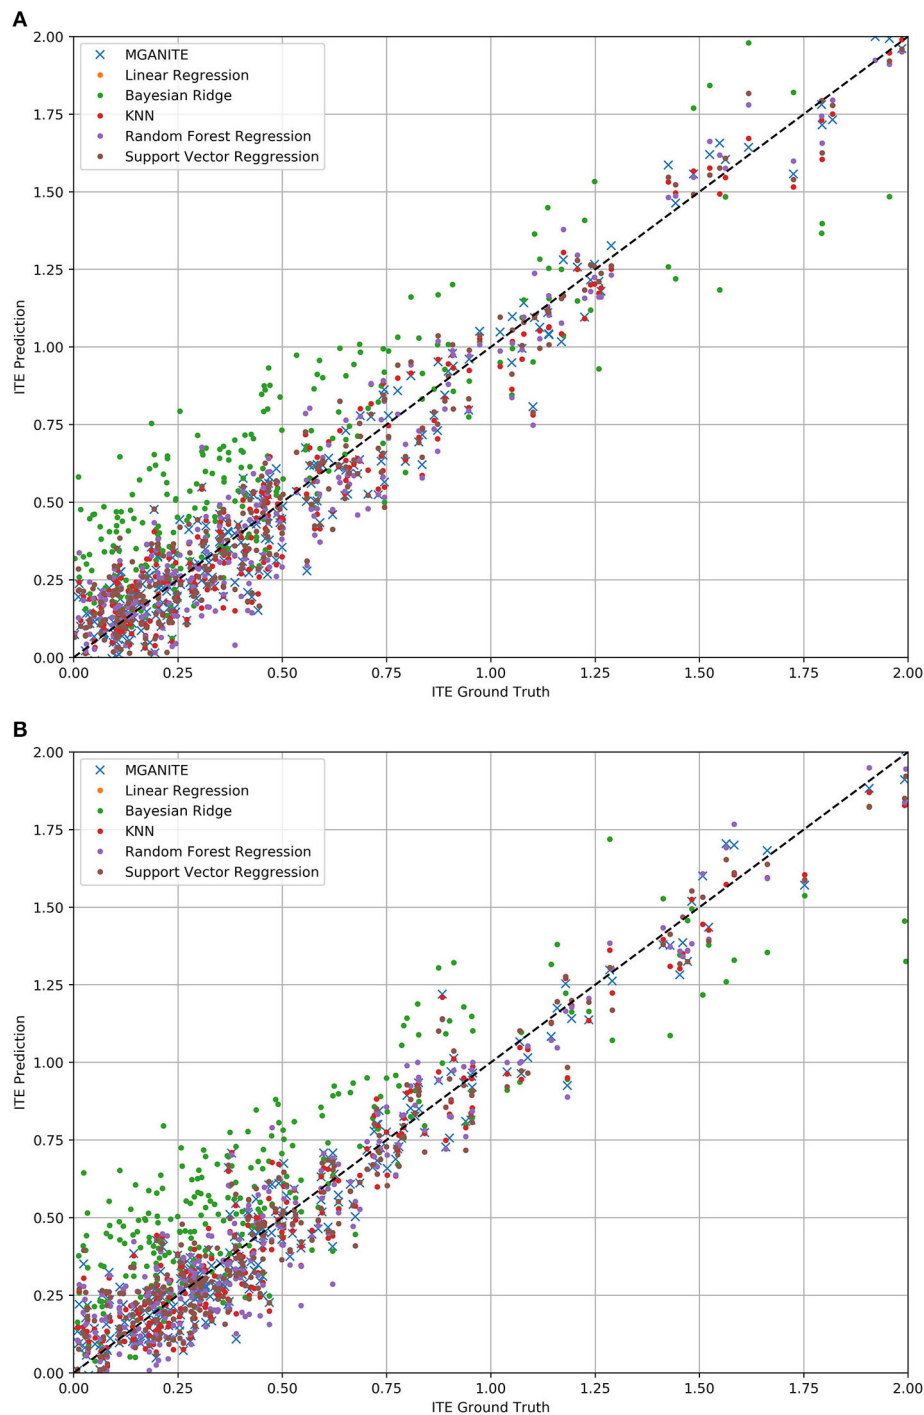 A
2.00
1.75
1.50
1.25
1.00
0.75
0.50
0.25
0.00
ITE Prediction
MGANITE
Linear Regression
Bayesian Ridge
KNN
Random Forest Regression
Support Vector Reggression
0.00 0.25 0.50 0.75 1.00 1.25 1.50 1.75 2.00
ITE Ground Truth
B
2.00
1.75
1.50
1.25
1.00
0.75
0.50
0.25
0.00
ITE Prediction
MGANITE
Linear Regression
Bayesian Ridge
KNN
Random Forest Regression
Support Vector Reggression
0.00 0.25 0.50 0.75 1.00 1.25 1.50 1.75 2.00
ITE Ground Truth